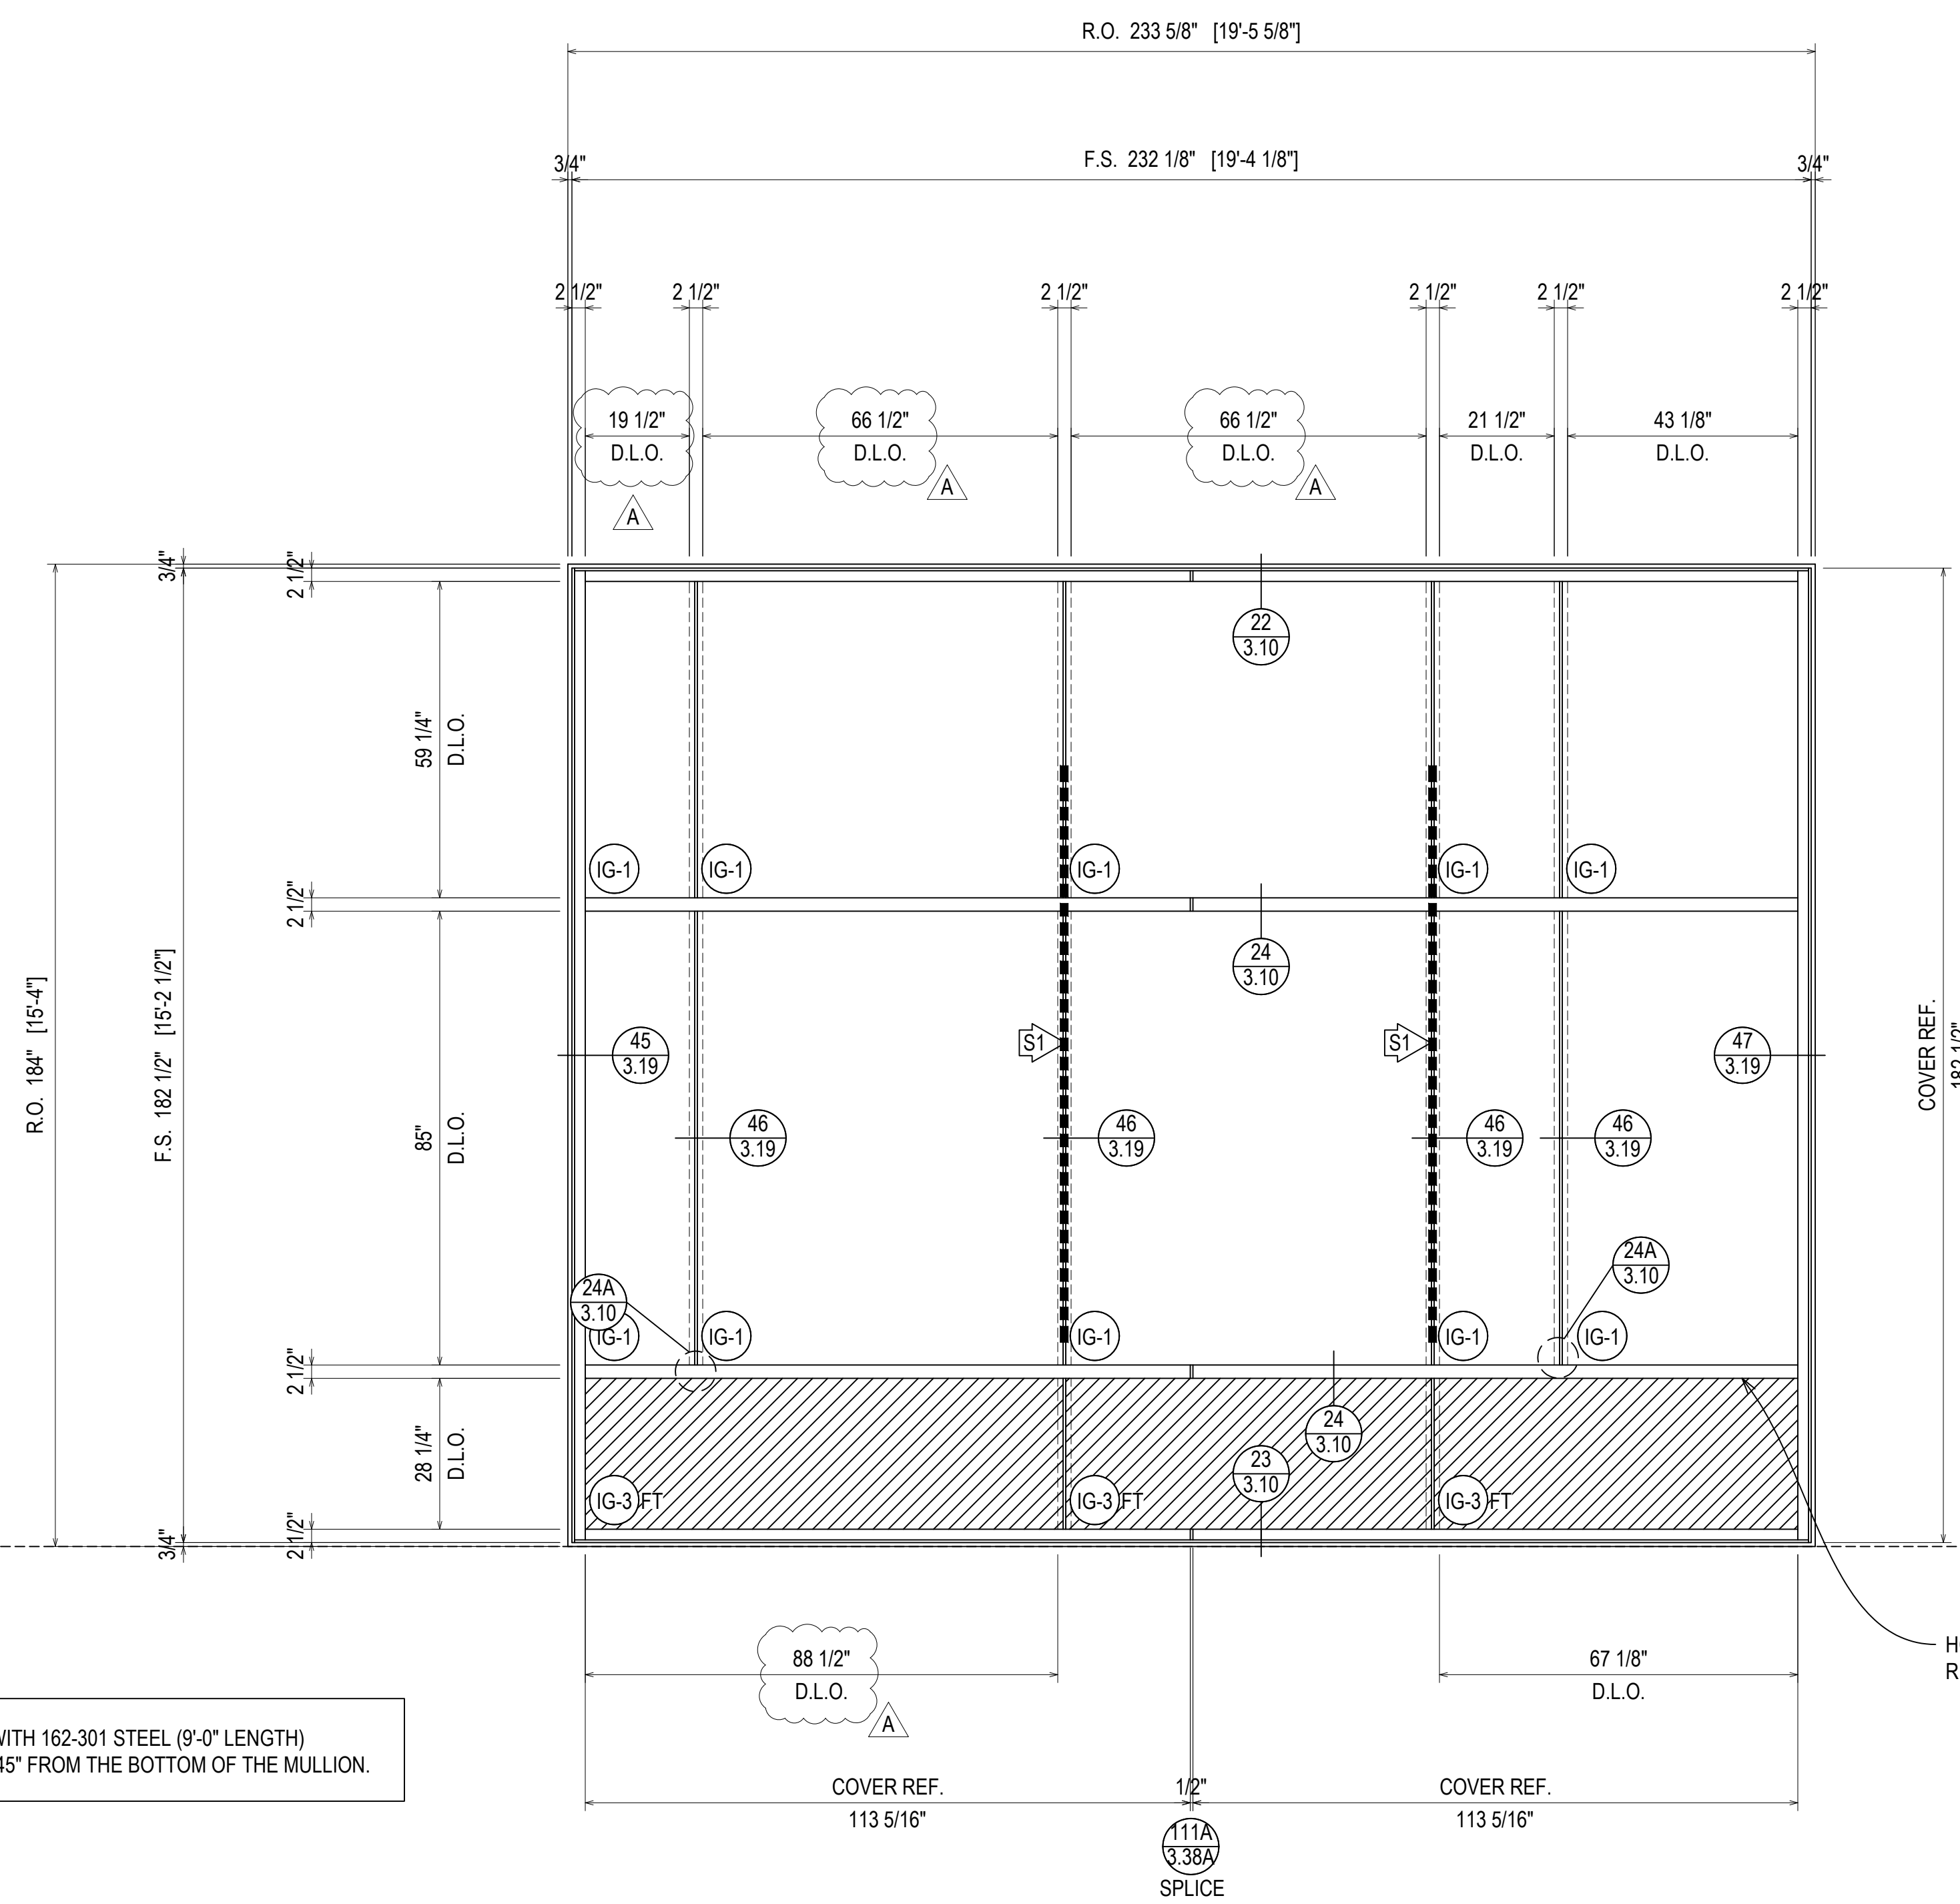 R.O. 233 5/8" [19'-5 5/8"]
3/4"
F.S. 232 1/8" [19'-4 1/8"]
3/4"
2 1/2"
2 1/2"
2 1/2"
2 1/2"
2 1/2"
2 1/2"
19 1/2"
D.L.O.
66 1/2"
D.L.O.
66 1/2"
D.L.O.
21 1/2"
D.L.O.
43 1/8"
D.L.O.
A
A
A
3/4"
2 1/2"
22
3.10
59 1/4"
D.L.O.
IG-1
IG-1
IG-1
IG-1
IG-1
2 1/2"
24
3.10
R.O. 184" [15'-4"]
F.S. 182 1/2" [15'-2 1/2"]
COVER REF.
182 1/2"
45
3.19
S1
S1
47
3.19
85"
D.L.O.
46
3.19
46
3.19
46
3.19
46
3.19
24A
3.10
24A
3.10
IG-1
IG-1
IG-1
IG-1
IG-1
2 1/2"
28 1/4"
D.L.O.
24
3.10
23
3.10
IG-3 FT
IG-3 FT
IG-3 FT
2 1/2"
3/4"
88 1/2"
D.L.O.
A
67 1/8"
D.L.O.
H
R
WITH 162-301 STEEL (9'-0" LENGTH)
45" FROM THE BOTTOM OF THE MULLION.
COVER REF.
113 5/16"
1/2"
COVER REF.
113 5/16"
111A
3.38A
SPLICE